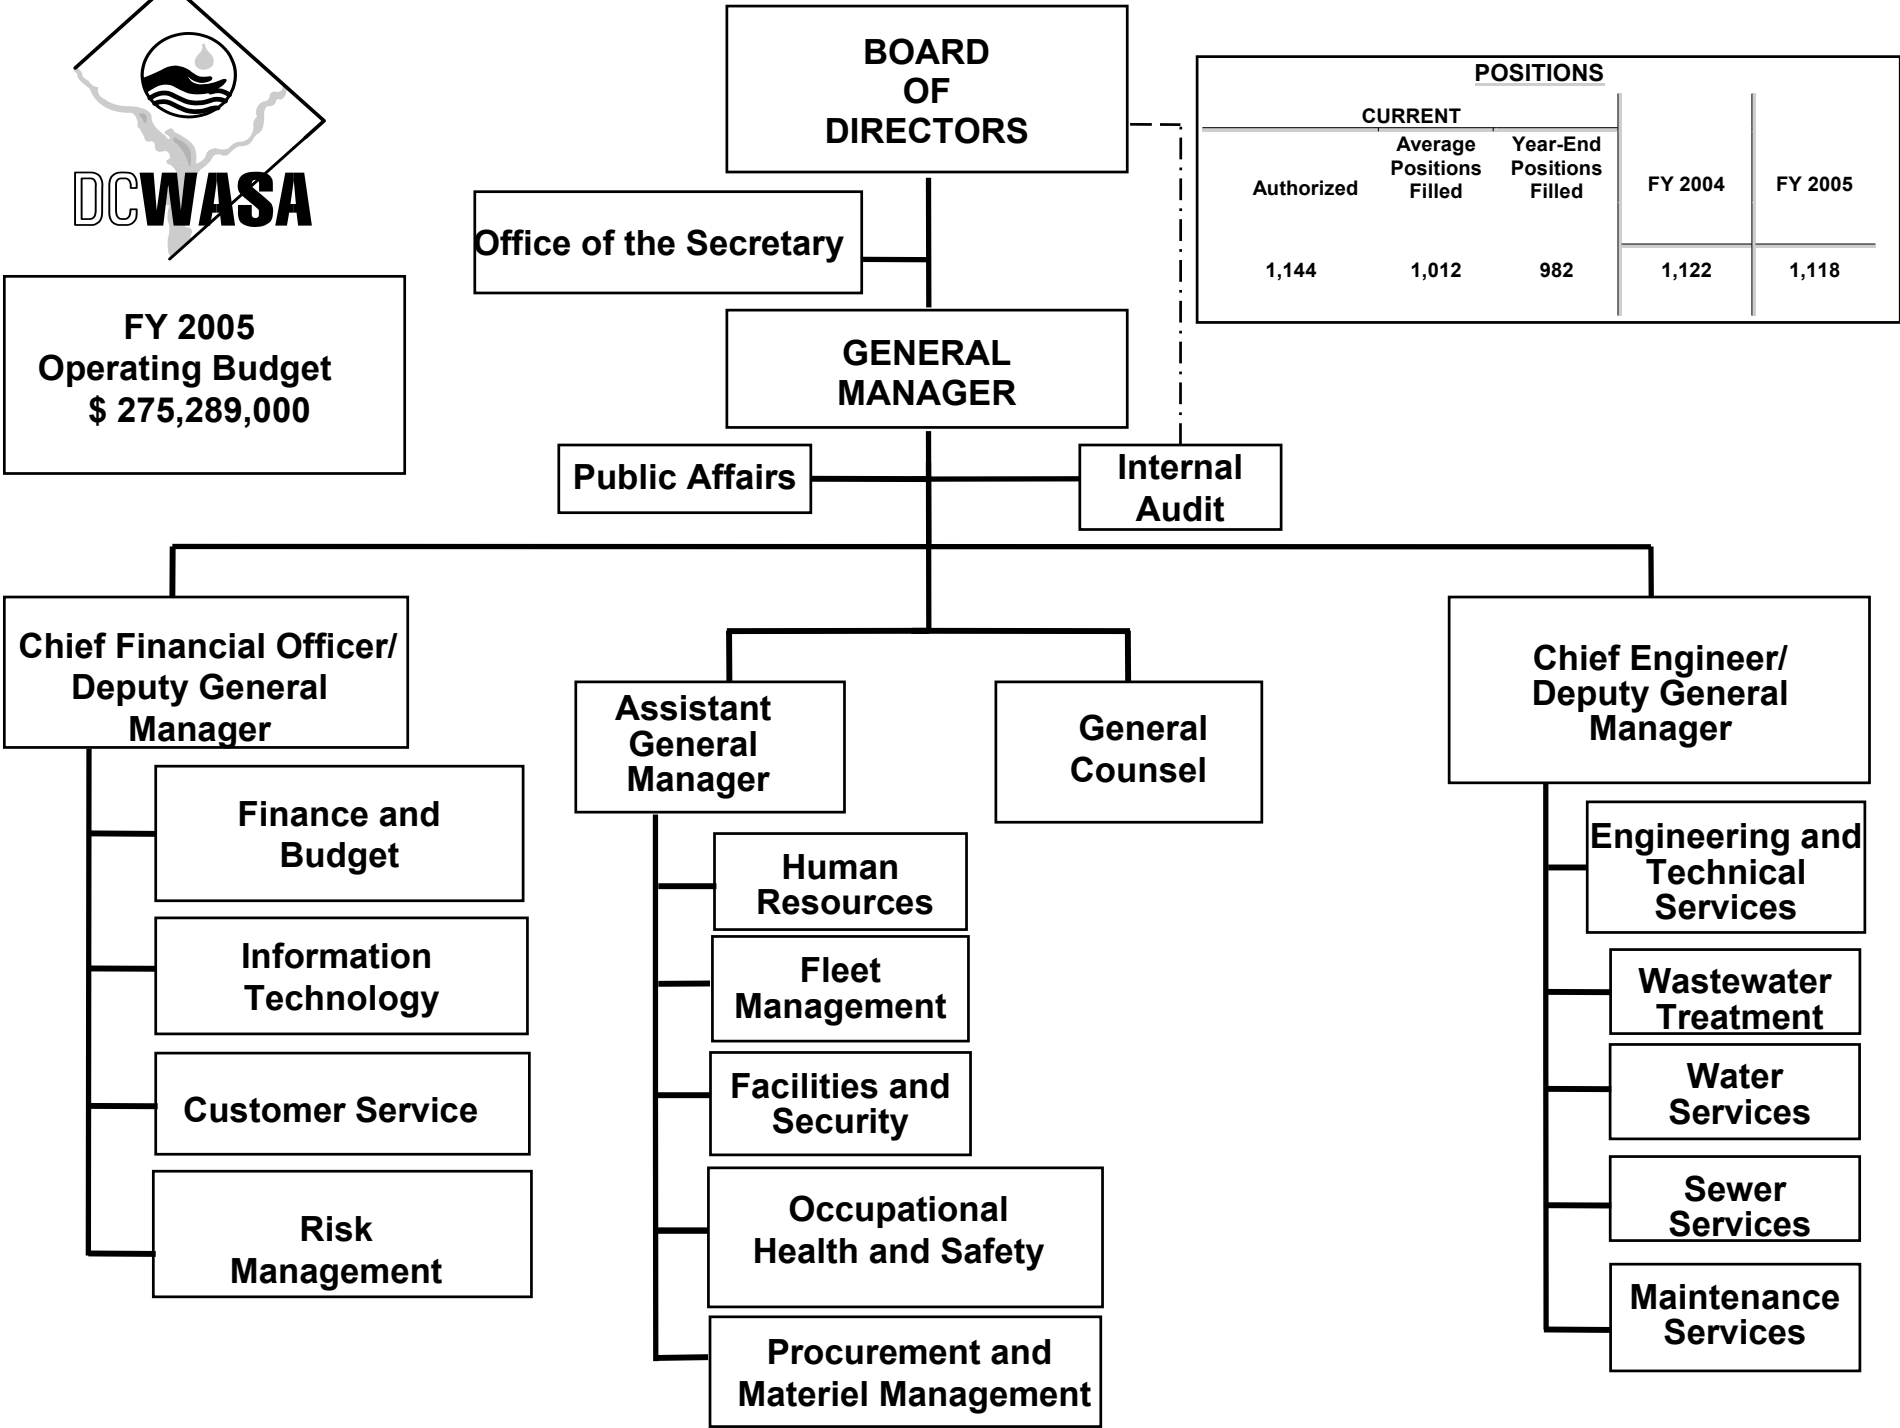 DCWASA
BOARD
OF
DIRECTORS
POSITIONS
CURRENT
Authorized
Average
Positions
Filled
Year-End
Positions
Filled
FY 2004
FY 2005
1,144 1,012 982 1,122 1,118
Office of the Secretary
FY 2005
Operating Budget
$ 275,289,000
GENERAL
MANAGER
Public Affairs
Internal
Audit
Chief Financial Officer/
Deputy General
Manager
Finance and
Budget
Information
Technology
Customer Service
Risk
Management
Assistant
General
Manager
Human
Resources
Fleet
Management
Facilities and
Security
Occupational
Health and Safety
Procurement and
Materiel Management
General
Counsel
Chief Engineer/
Deputy General
Manager
Engineering and
Technical
Services
Wastewater
Treatment
Water
Services
Sewer
Services
Maintenance
Services